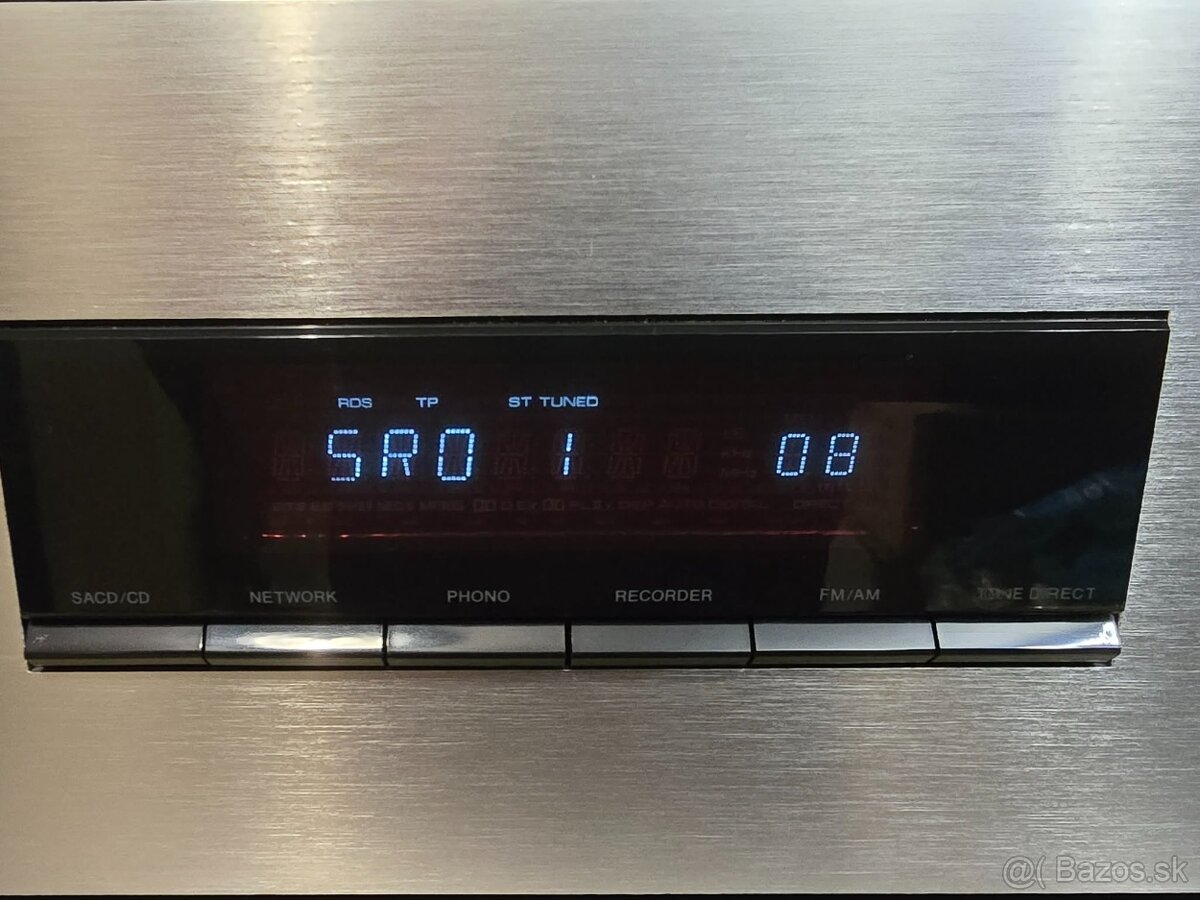 RDS TP ST TUNED
SRO 1 08
SACD/CD NETWORK PHONO RECORDER FM/AM TONE DIRECT
@( Bazos.sk